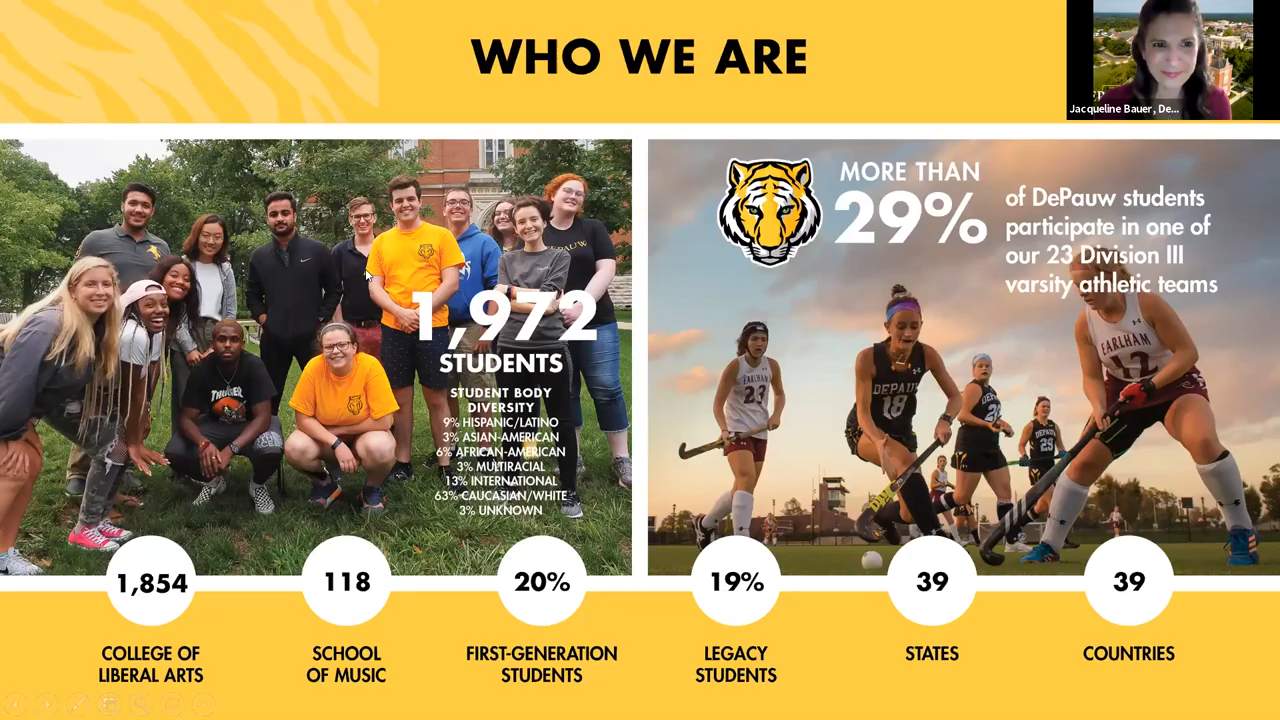 WHO WE ARE
Jacqueline Bauer, De...
1,972
STUDENTS
STUDENT BODY
DIVERSITY
9% HISPANIC/LATINO
3% ASIAN-AMERICAN
6% AFRICAN-AMERICAN
3% MULTIRACIAL
13% INTERNATIONAL
63% CAUCASIAN/WHITE
3% UNKNOWN
MORE THAN
29%
of DePauw students
participate in one of
our 23 Division III
varsity athletic teams
EARLHAM
23
DEPAUW
18
DEPAUW
29
EARLHAM
12
1,854
COLLEGE OF
LIBERAL ARTS
118
SCHOOL
OF MUSIC
20%
FIRST-GENERATION
STUDENTS
19%
LEGACY
STUDENTS
39
STATES
39
COUNTRIES